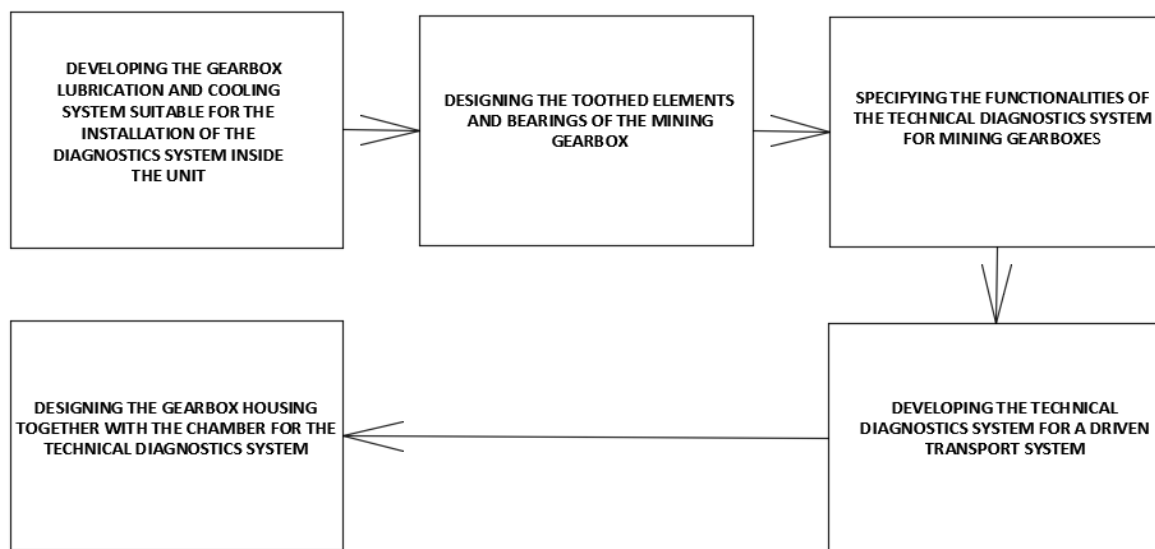 DEVELOPING THE GEARBOX
LUBRICATION AND COOLING
SYSTEM SUITABLE FOR THE
INSTALLATION OF THE
DIAGNOSTICS SYSTEM INSIDE
THE UNIT
DESIGNING THE TOOTHED ELEMENTS
AND BEARINGS OF THE MINING
GEARBOX
SPECIFYING THE FUNCTIONALITIES OF
THE TECHNICAL DIAGNOSTICS SYSTEM
FOR MINING GEARBOXES
DEVELOPING THE TECHNICAL
DIAGNOSTICS SYSTEM FOR A DRIVEN
TRANSPORT SYSTEM
DESIGNING THE GEARBOX HOUSING
TOGETHER WITH THE CHAMBER FOR THE
TECHNICAL DIAGNOSTICS SYSTEM